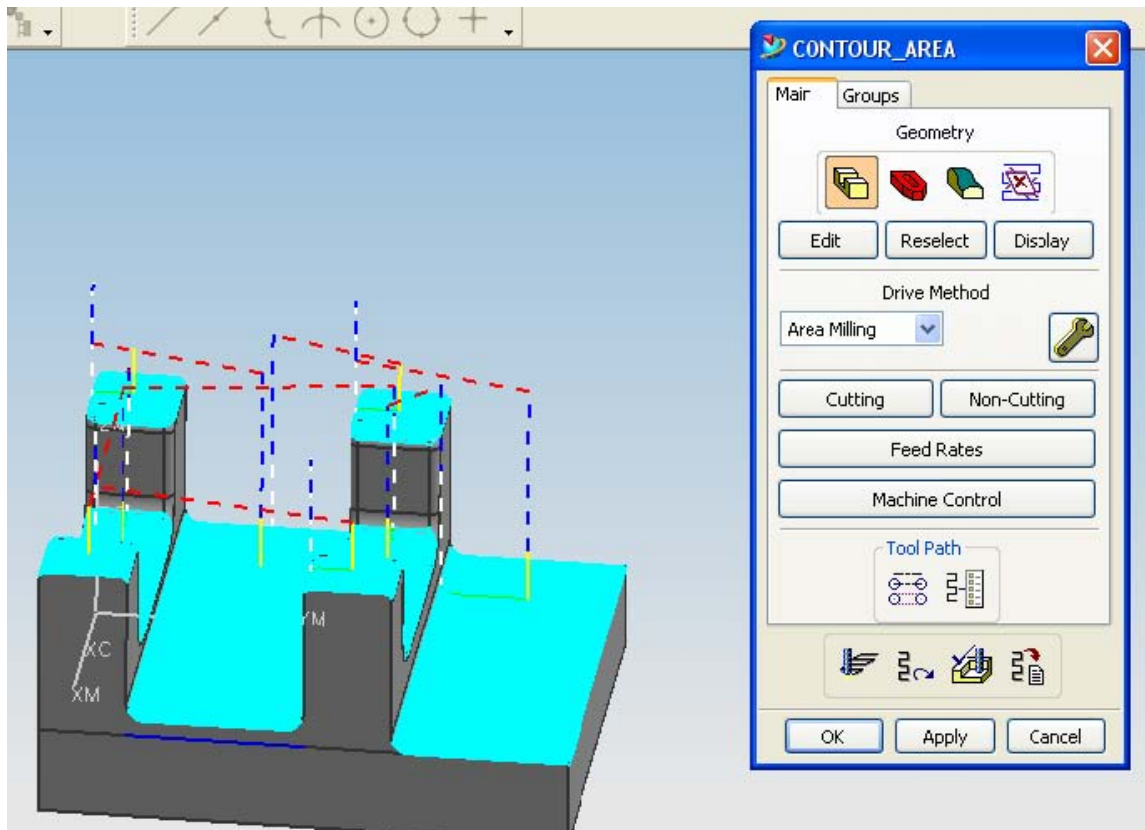 CONTOUR_AREA
Main Groups
Geometry
Edit Reselect Display
Drive Method
Area Milling
Cutting Non-Cutting
Feed Rates
Machine Control
Tool Path
OK Apply Cancel
YM
XC
XM